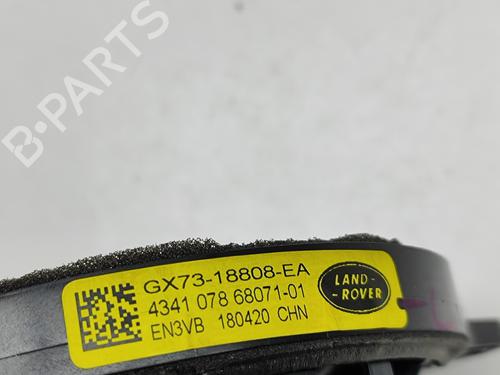 B-PARTS
GX73-18808-EA
4341 078 68071-01
EN3VB 180420 CHN
LAND-
-ROVER